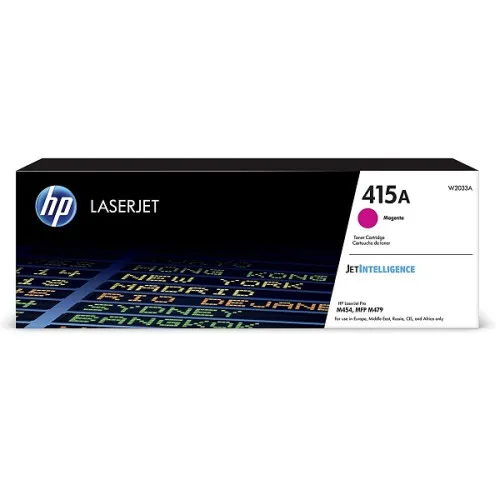 hp
LASERJET
415A
W2033A
Magenta
Toner Cartridge
Cartouche de toner
JETINTELLIGENCE
HP LaserJet Pro
M454, MFP M479
For use in Europe, Middle East, Russia, CIS, and Africa only
14
HONG KONG
NEW YORK
RIO DE JANE
SYDNEY
BANGKOK